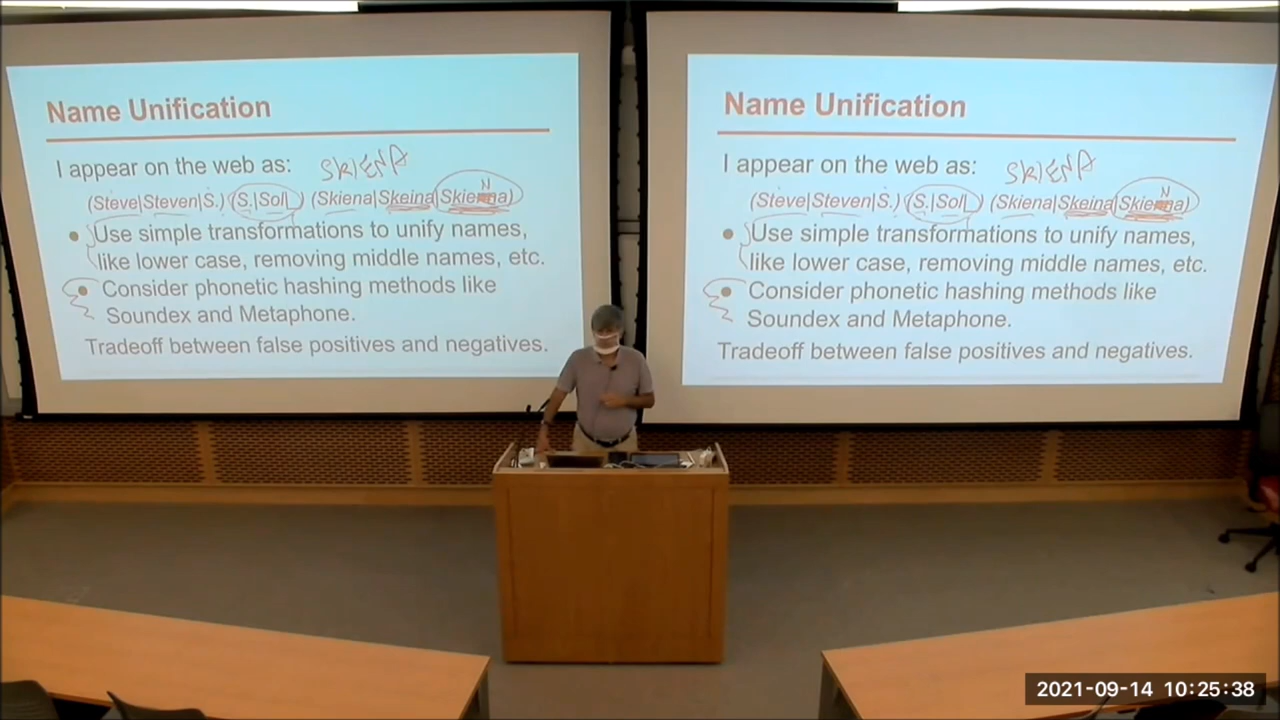 Name Unification
I appear on the web as: SKIENA
(Steve|Steven|S.) (S.|Sol|) (Skiena|Skeina|Skienna)
N
• Use simple transformations to unify names,
like lower case, removing middle names, etc.
• Consider phonetic hashing methods like
Soundex and Metaphone.
Tradeoff between false positives and negatives.
Name Unification
I appear on the web as: SKIENA
(Steve|Steven|S.) (S.|Sol|) (Skiena|Skeina|Skienna)
N
• Use simple transformations to unify names,
like lower case, removing middle names, etc.
• Consider phonetic hashing methods like
Soundex and Metaphone.
Tradeoff between false positives and negatives.
2021-09-14 10:25:38